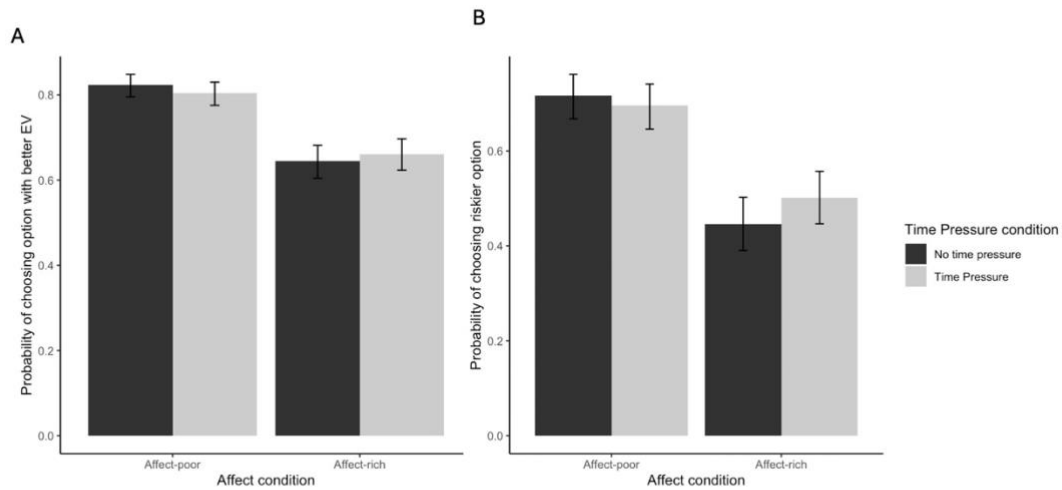 A
Probability of choosing option with better EV
0.8
0.6
0.4
0.2
0.0
Affect-poor
Affect-rich
Affect condition
B
Probability of choosing riskier option
0.6
0.4
0.2
0.0
Affect-poor
Affect-rich
Affect condition
Time Pressure condition
No time pressure
Time Pressure